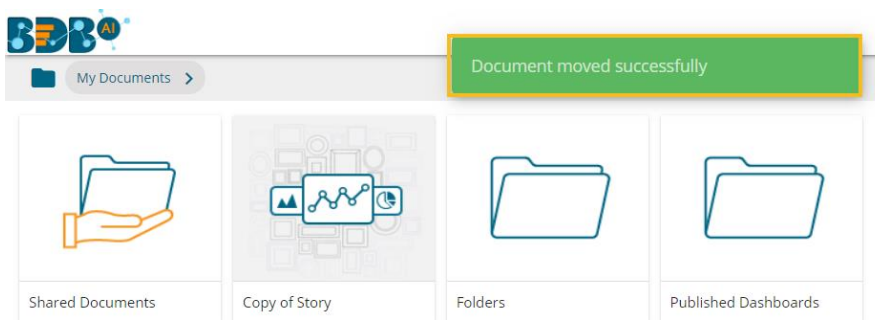 BDB AI
Document moved successfully
My Documents
Shared Documents
Copy of Story
Folders
Published Dashboards